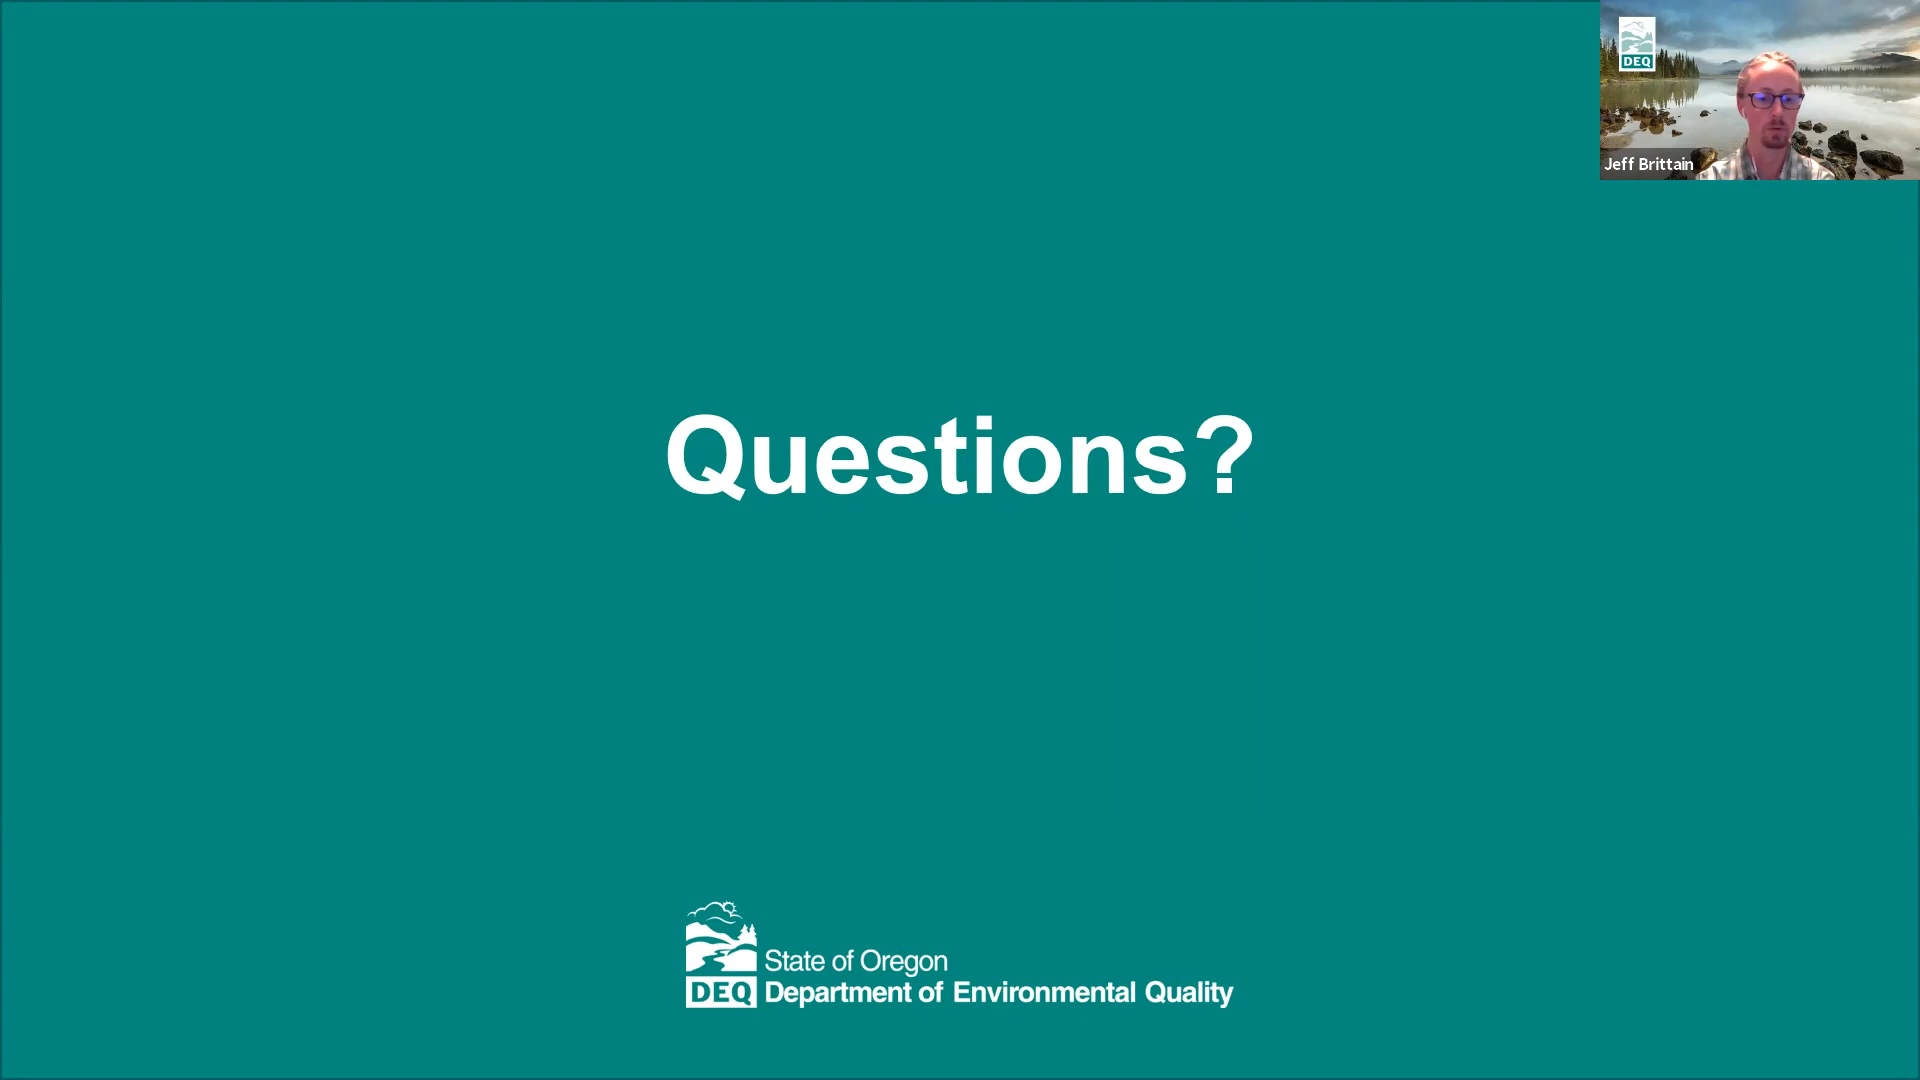 DEQ
Jeff Brittain
Questions?
State of Oregon
DEQ Department of Environmental Quality